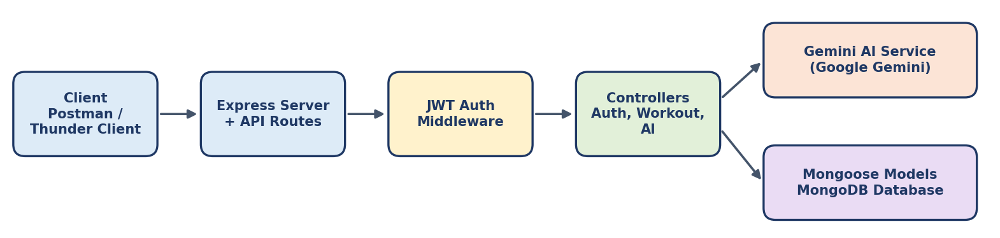 Client
Postman /
Thunder Client
Express Server
+ API Routes
JWT Auth
Middleware
Controllers
Auth, Workout,
AI
Gemini AI Service
(Google Gemini)
Mongoose Models
MongoDB Database